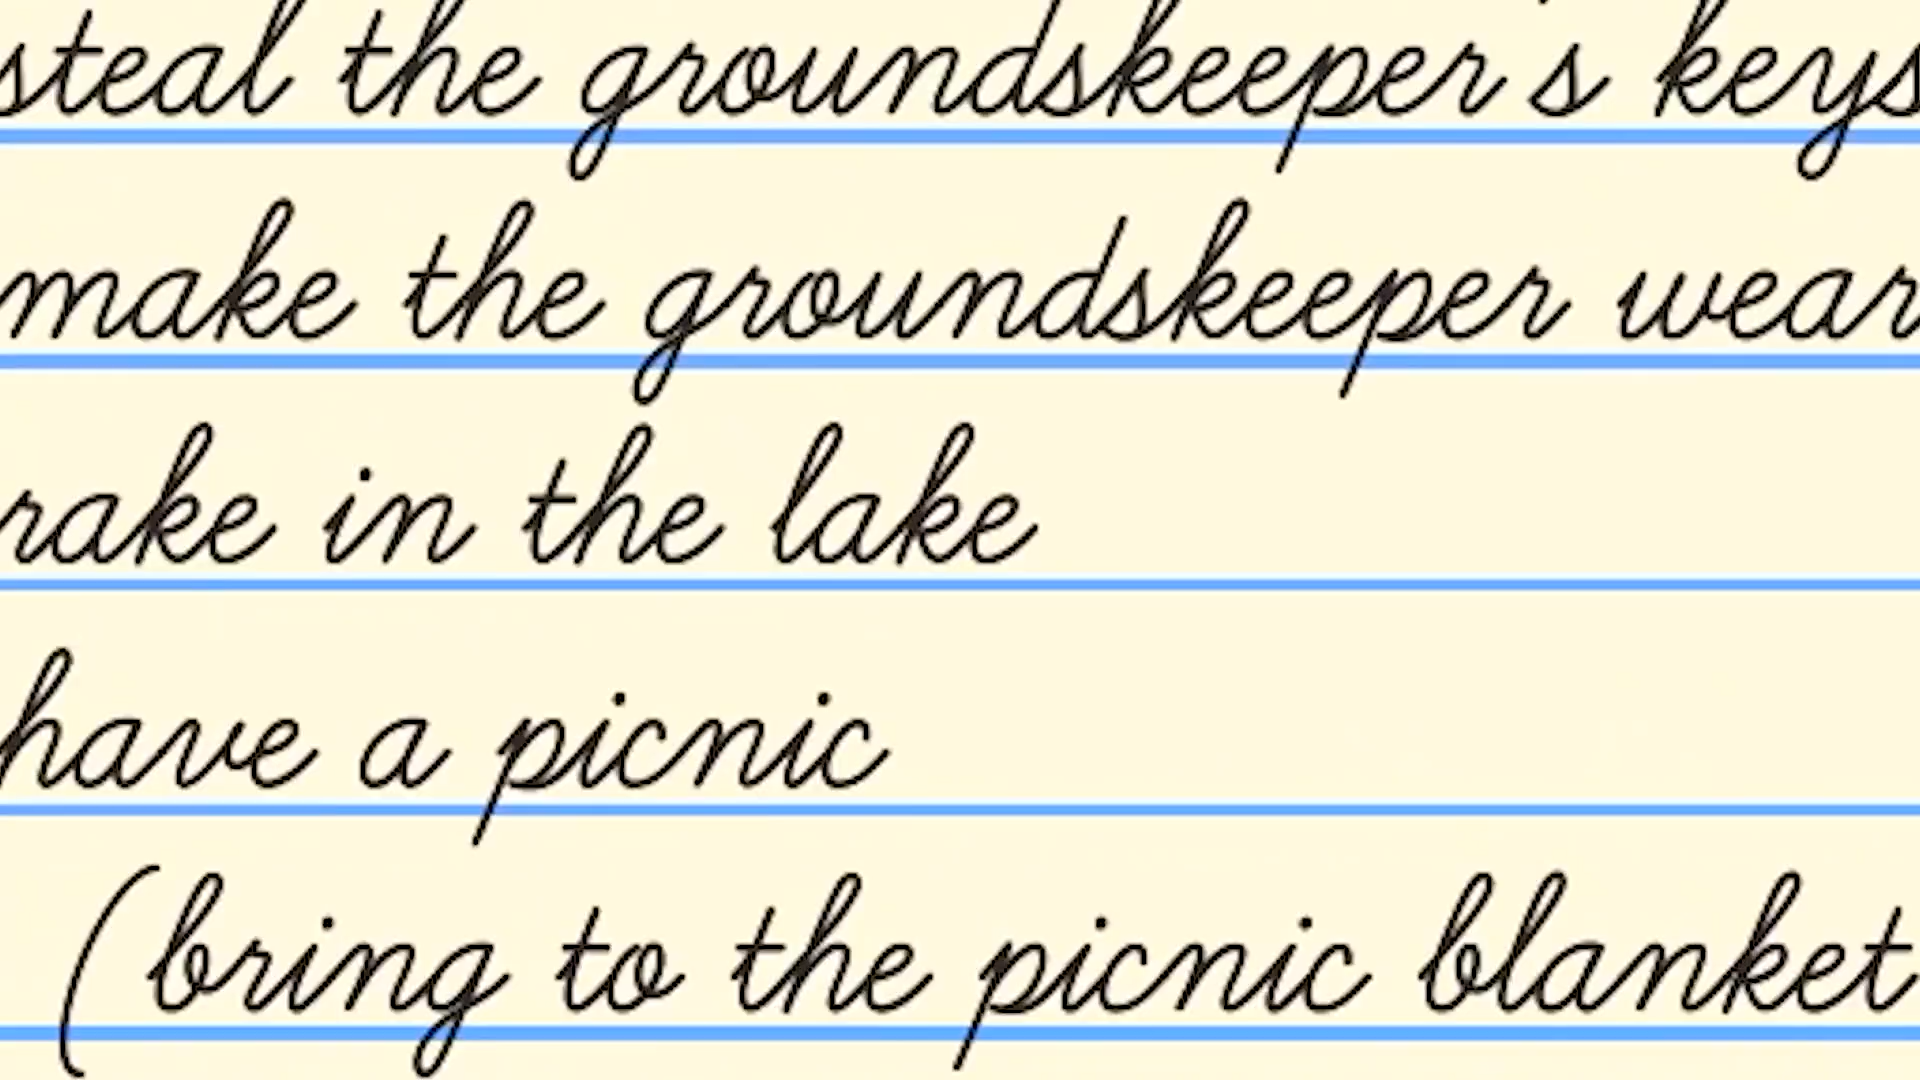 steal the groundskeeper's keys
make the groundskeeper wear
rake in the lake
have a picnic
(bring to the picnic blanket